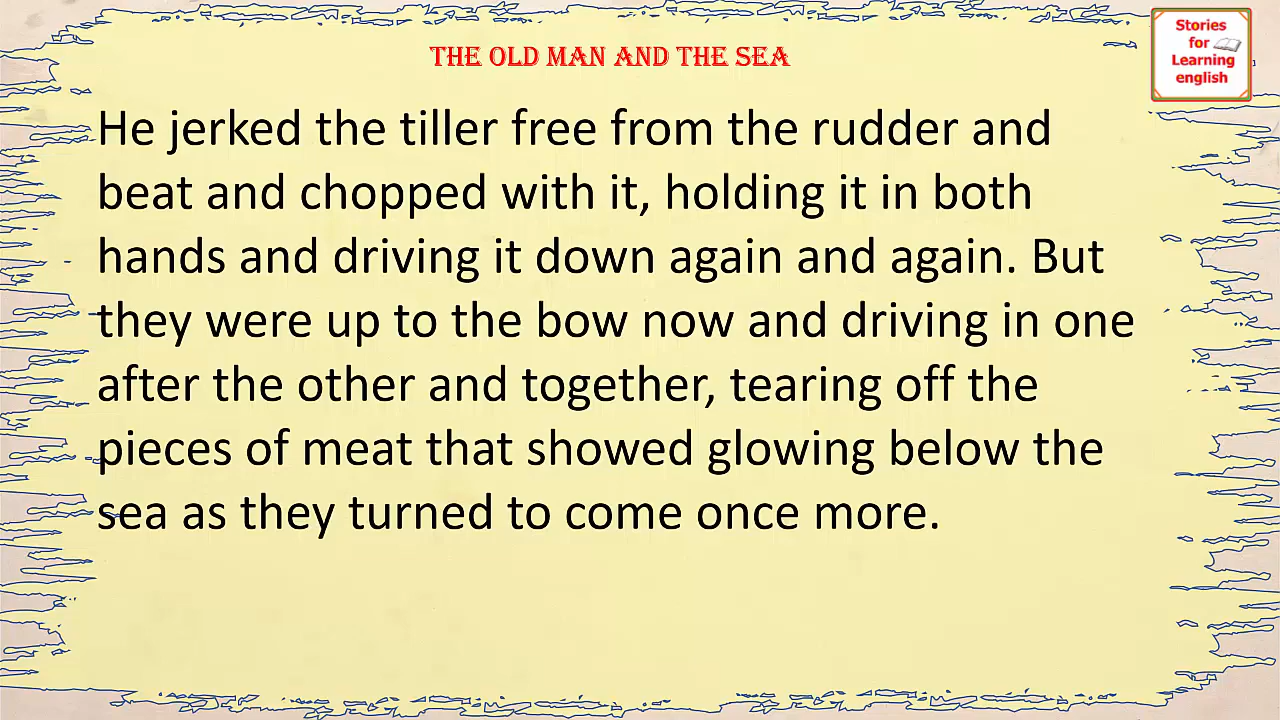 THE OLD MAN AND THE SEA
Stories
for
Learning
english
He jerked the tiller free from the rudder and
beat and chopped with it, holding it in both
hands and driving it down again and again. But
they were up to the bow now and driving in one
after the other and together, tearing off the
pieces of meat that showed glowing below the
sea as they turned to come once more.